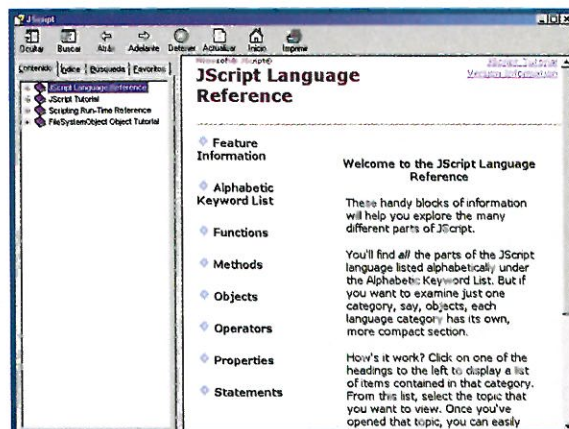 JScript
Ocultar Buscar Atrás Adelante Detener Actualizar Inicio Imprimir
Contenido Índice Búsqueda Favoritos
JScript Language Reference
JScript Tutorial
Scripting Run-Time Reference
FileSystemObject Object Tutorial
Microsoft® JScript®
JScript Language
Reference
JScript Tutorial
Version Information
Feature
Information
Alphabetic
Keyword List
Functions
Methods
Objects
Operators
Properties
Statements
Welcome to the JScript Language
Reference
These handy blocks of information
will help you explore the many
different parts of JScript.
You'll find all the parts of the JScript
language listed alphabetically under
the Alphabetic Keyword List. But if
you want to examine just one
category, say, objects, each
language category has its own,
more compact section.
How's it work? Click on one of the
headings to the left to display a list
of items contained in that category.
From this list, select the topic that
you want to view. Once you've
opened that topic, you can easily